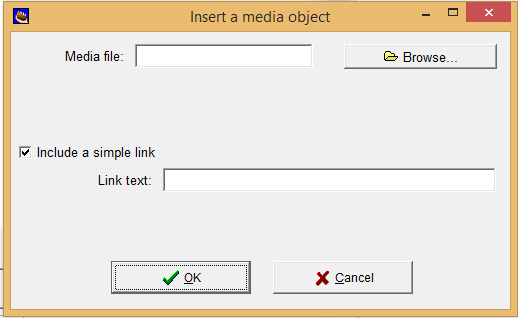 Insert a media object
Media file:
Browse...
Include a simple link
Link text:
OK
Cancel